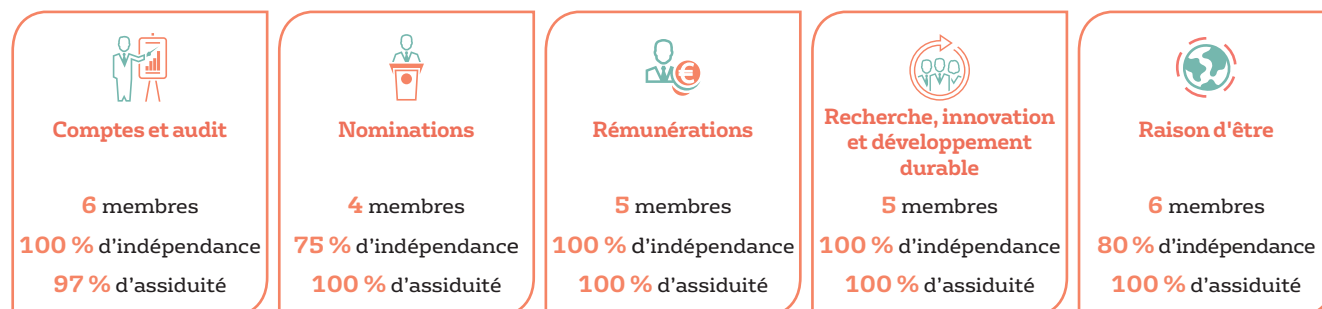 Comptes et audit
6 membres
100 % d’indépendance
97 % d’assiduité
Nominations
4 membres
75 % d’indépendance
100 % d’assiduité
Rémunérations
5 membres
100 % d’indépendance
100 % d’assiduité
Recherche, innovation
et développement
durable
5 membres
100 % d’indépendance
100 % d’assiduité
Raison d'être
6 membres
80 % d’indépendance
100 % d’assiduité